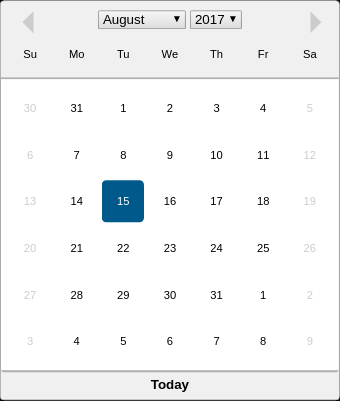 August 2017
Su Mo Tu We Th Fr Sa
30 31 1 2 3 4 5
6 7 8 9 10 11 12
13 14 15 16 17 18 19
20 21 22 23 24 25 26
27 28 29 30 31 1 2
3 4 5 6 7 8 9
Today